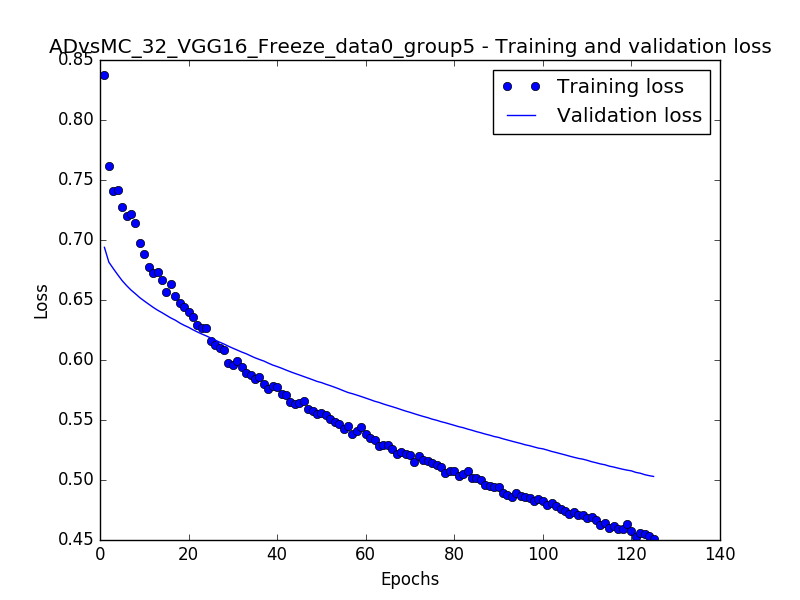 ADvsMC_32_VGG16_Freeze_data0_group5 - Training and validation loss
0.85
0.80
0.75
0.70
0.65
0.60
0.55
0.50
0.45
Loss
Training loss
Validation loss
0 20 40 60 80 100 120 140
Epochs